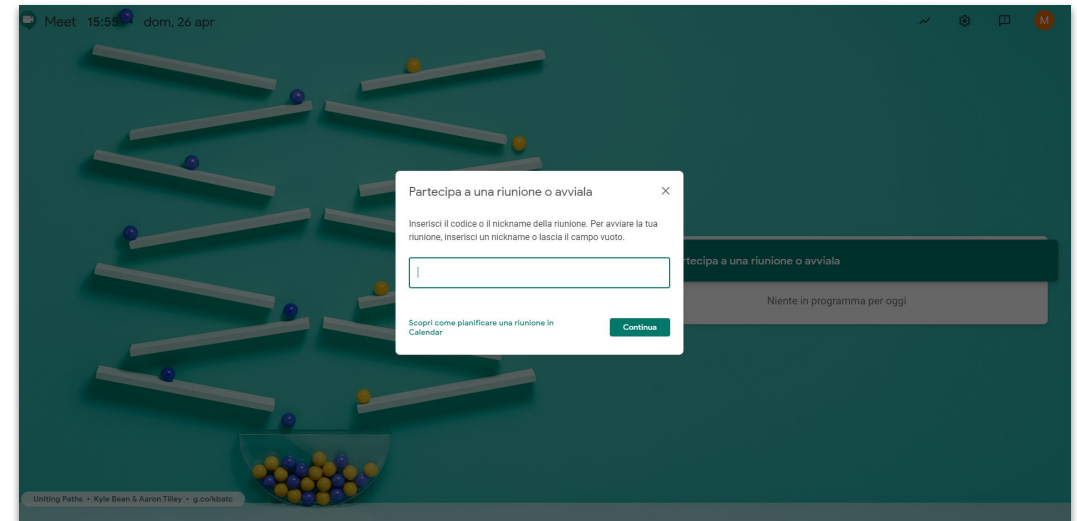 Meet 15:55 dom, 26 apr
M
Partecipa a una riunione o avviala
Inserisci il codice o il nickname della riunione. Per avviare la tua
riunione, inserisci un nickname o lascia il campo vuoto.
Scopri come pianificare una riunione in
Calendar
Continua
rtecipa a una riunione o avviala
Niente in programma per oggi
Uniting Paths • Kyle Bean & Aaron Tilley • g.co/kbatc